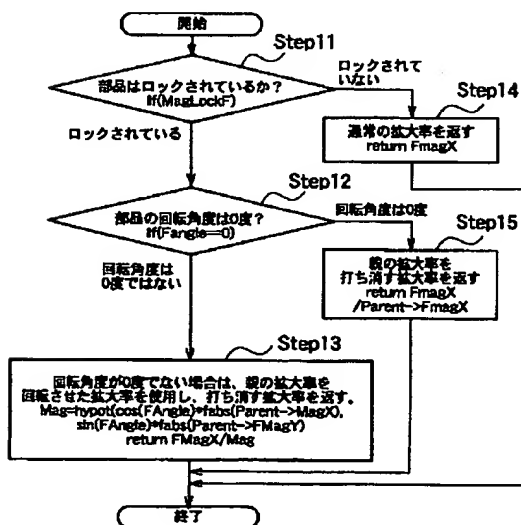 開始
Step11
部品はロックされているか？
if(MagLockF)
ロックされて
いない
Step14
通常の拡大率を返す
return FmagX
ロックされている
Step12
部品の回転角度は0度？
if(Fangle==0)
回転角度は0度
Step15
親の拡大率を
打ち消す拡大率を返す
return FmagX
/Parent->FmagX
回転角度は
0度ではない
Step13
回転角度が0度でない場合は、親の拡大率を
回転させた拡大率を使用し、打ち消す拡大率を返す。
Mag=hypot(cos(FAngle)*fabs(Parent->MagX),
sin(FAngle)*fabs(Parent->FMagY)
return FMagX/Mag
終了